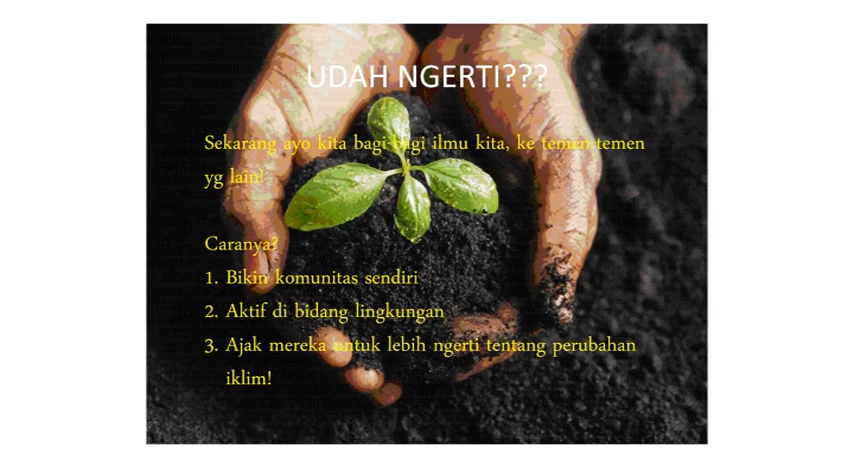 UDAH NGERTI???
Sekarang ayo kita bagi-bagi ilmu kita, ke temen temen
yg lain!
Caranya?
1. Bikin komunitas sendiri
2. Aktif di bidang lingkungan
3. Ajak mereka untuk lebih ngerti tentang perubahan
iklim!